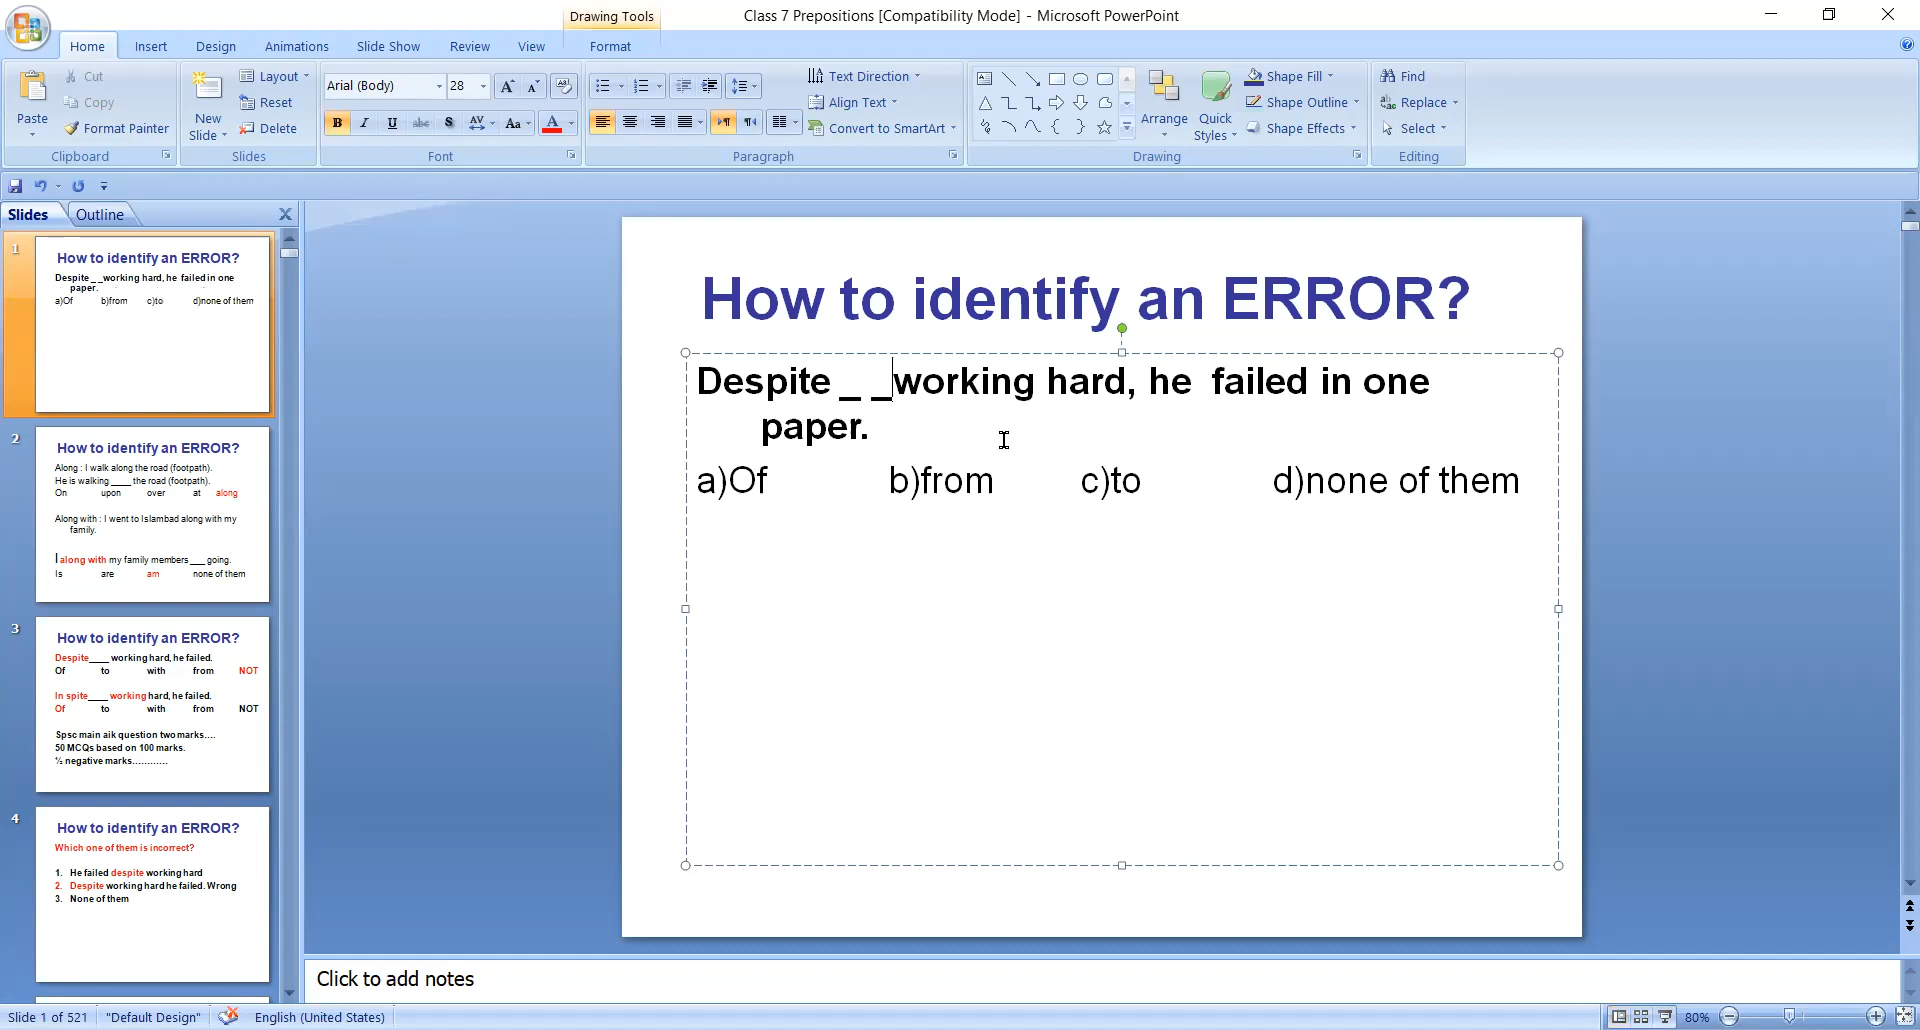 Drawing Tools
Class 7 Prepositions [Compatibility Mode] - Microsoft PowerPoint
Home Insert Design Animations Slide Show Review View Format
Paste
Cut
Copy
Format Painter
Clipboard
New Slide
Layout
Reset
Delete
Slides
Arial (Body) 28
B I U abc S AV Aa A
Font
Text Direction
Align Text
Convert to SmartArt
Paragraph
Arrange
Quick Styles
Shape Fill
Shape Outline
Shape Effects
Drawing
Find
Replace
Select
Editing
Slides Outline
1
How to identify an ERROR?
Despite _ _working hard, he failed in one
paper.
a)Of b)from c)to d)none of them
2
How to identify an ERROR?
Along : I walk along the road (footpath).
He is walking ____ the road (footpath).
On upon over at along
Along with : I went to Islambad along with my
family.
I along with my family members ___ going.
Is are am none of them
3
How to identify an ERROR?
Despite____ working hard, he failed.
Of to with from NOT
In spite____ working hard, he failed.
Of to with from NOT
Spsc main aik question two marks....
50 MCQs based on 100 marks.
½ negative marks............
4
How to identify an ERROR?
Which one of them is incorrect?
1. He failed despite working hard
2. Despite working hard he failed. Wrong
3. None of them
How to identify an ERROR?
Despite _ _working hard, he failed in one
paper.
a)Of b)from c)to d)none of them
Click to add notes
Slide 1 of 521 "Default Design" English (United States) 80%